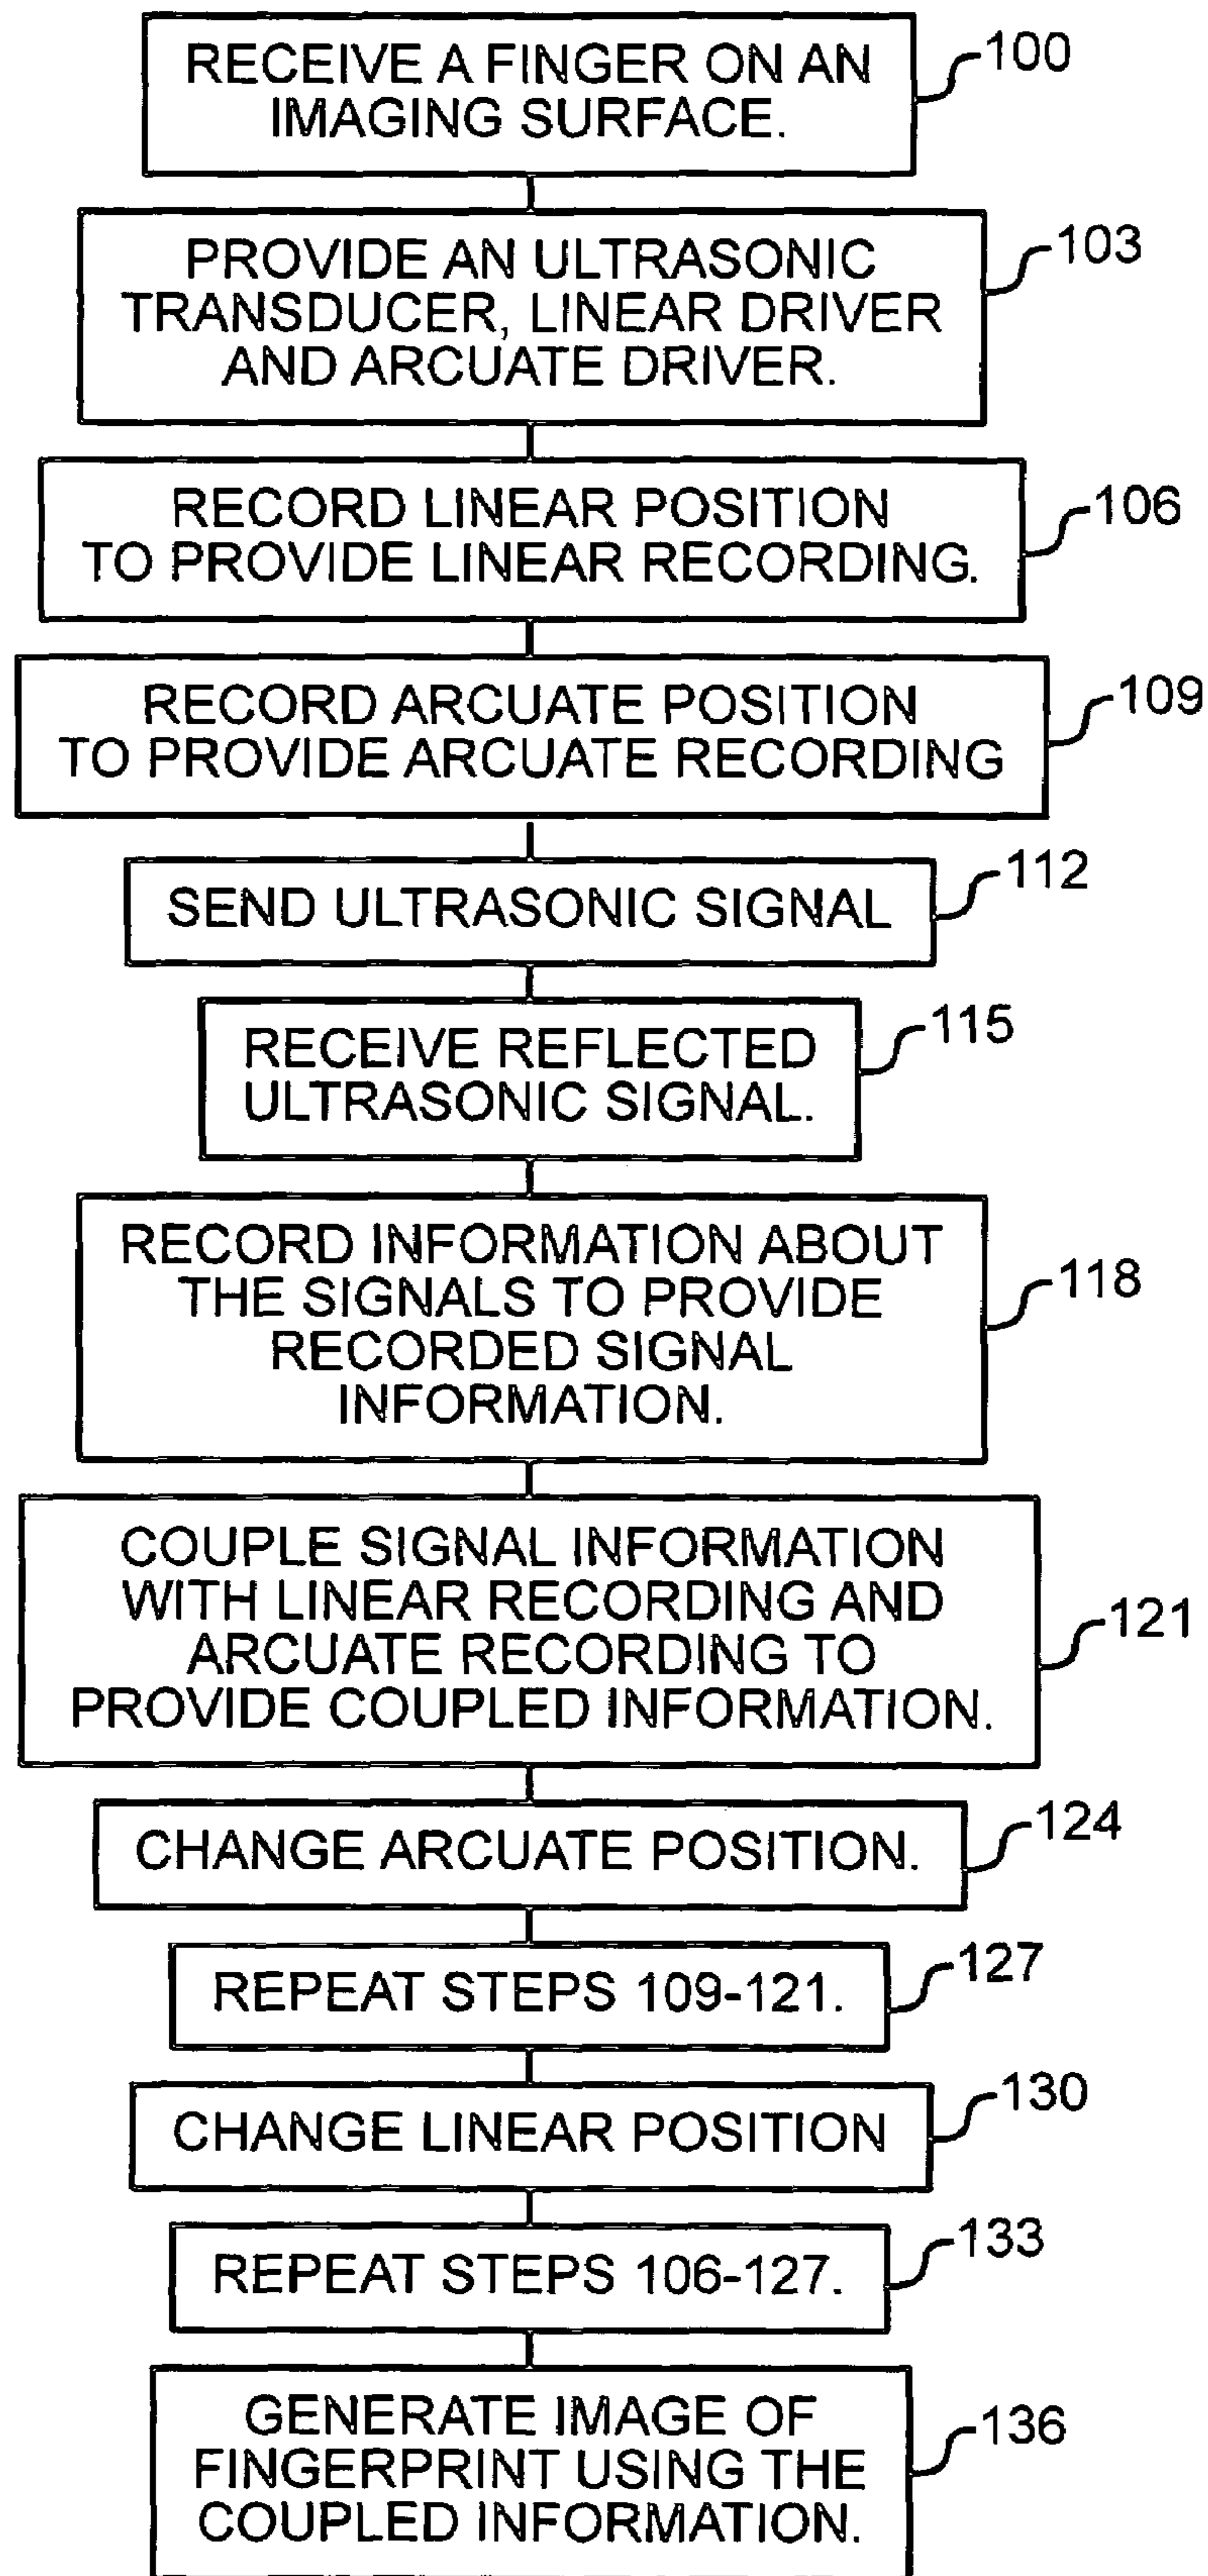 RECEIVE A FINGER ON AN
IMAGING SURFACE.
100
PROVIDE AN ULTRASONIC
TRANSDUCER, LINEAR DRIVER
AND ARCUATE DRIVER.
103
RECORD LINEAR POSITION
TO PROVIDE LINEAR RECORDING.
106
RECORD ARCUATE POSITION
TO PROVIDE ARCUATE RECORDING
109
SEND ULTRASONIC SIGNAL
112
RECEIVE REFLECTED
ULTRASONIC SIGNAL.
115
RECORD INFORMATION ABOUT
THE SIGNALS TO PROVIDE
RECORDED SIGNAL
INFORMATION.
118
COUPLE SIGNAL INFORMATION
WITH LINEAR RECORDING AND
ARCUATE RECORDING TO
PROVIDE COUPLED INFORMATION.
121
CHANGE ARCUATE POSITION.
124
REPEAT STEPS 109-121.
127
CHANGE LINEAR POSITION
130
REPEAT STEPS 106-127.
133
GENERATE IMAGE OF
FINGERPRINT USING THE
COUPLED INFORMATION.
136